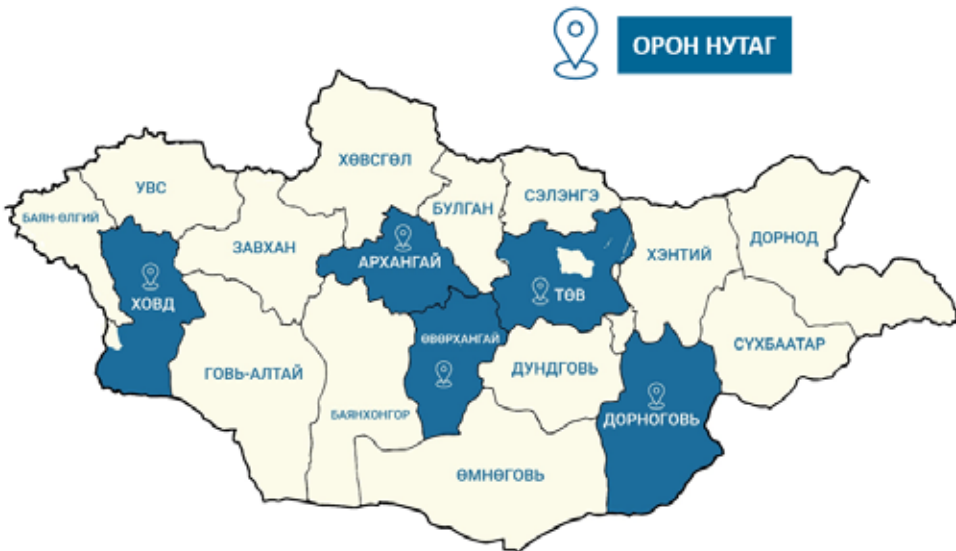 ОРОН НУТАГ
ХӨВСГӨЛ
УВС
БУЛГАН
СЭЛЭНГЭ
БАЯН-ӨЛГИЙ
ЗАВХАН
АРХАНГАЙ
ХЭНТИЙ
ДОРНОД
ХОВД
ТӨВ
ӨВӨРХАНГАЙ
СҮХБААТАР
ГОВЬ-АЛТАЙ
ДУНДГОВЬ
БАЯНХОНГОР
ДОРНОГОВЬ
ӨМНӨГОВЬ